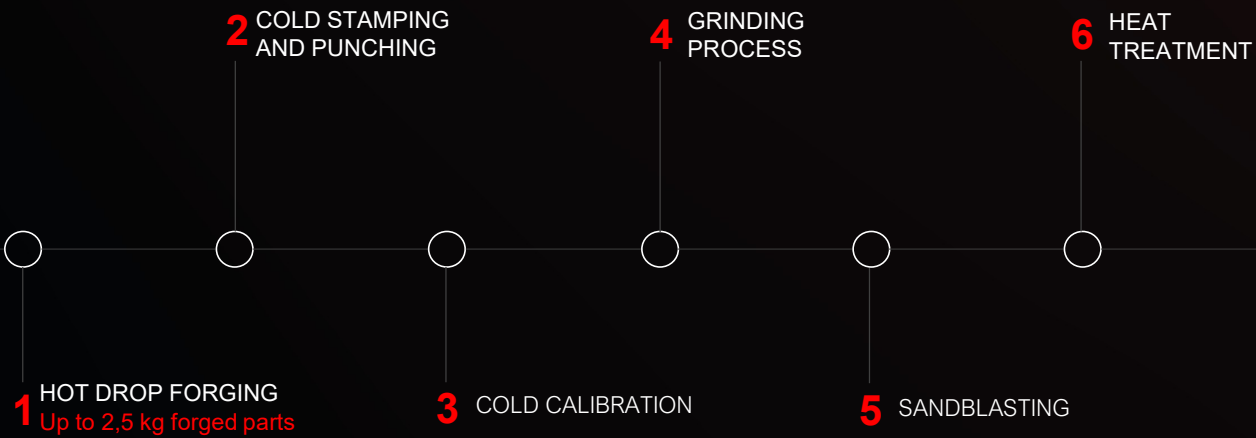 1 HOT DROP FORGING
Up to 2,5 kg forged parts
2 COLD STAMPING
AND PUNCHING
3 COLD CALIBRATION
4 GRINDING
PROCESS
5 SANDBLASTING
6 HEAT
TREATMENT